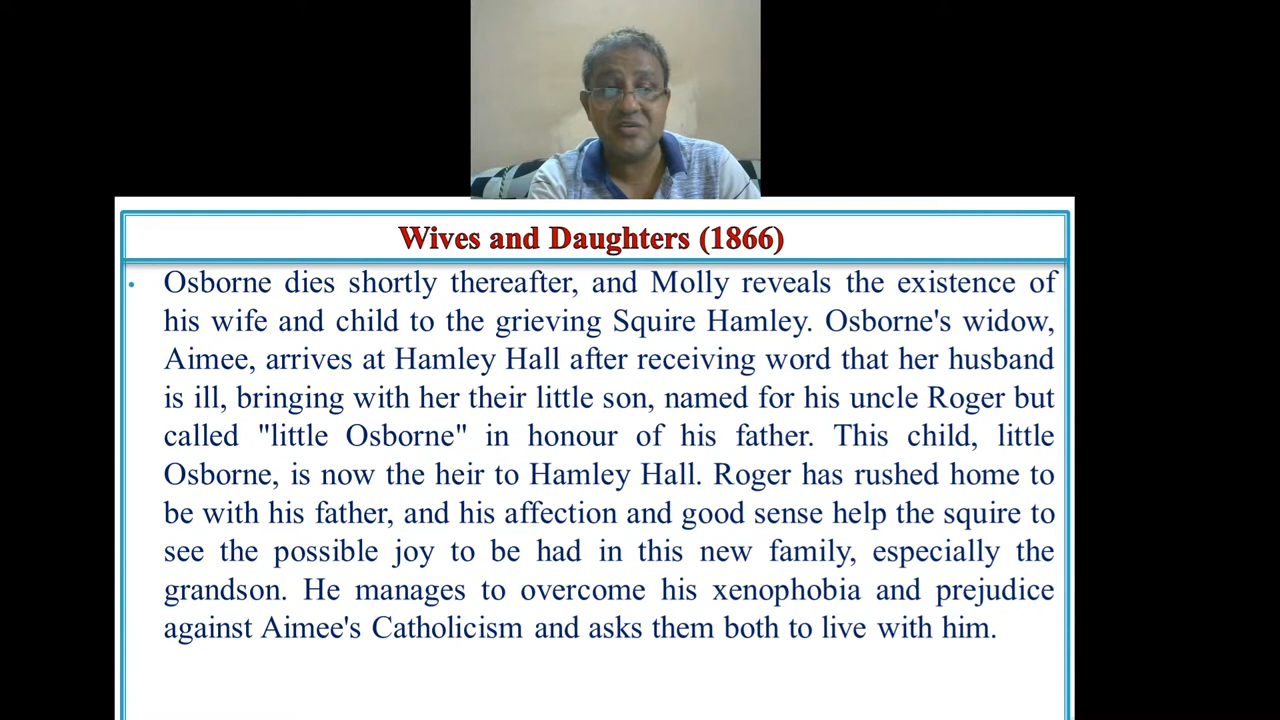 Wives and Daughters (1866)
• Osborne dies shortly thereafter, and Molly reveals the existence of
his wife and child to the grieving Squire Hamley. Osborne's widow,
Aimee, arrives at Hamley Hall after receiving word that her husband
is ill, bringing with her their little son, named for his uncle Roger but
called "little Osborne" in honour of his father. This child, little
Osborne, is now the heir to Hamley Hall. Roger has rushed home to
be with his father, and his affection and good sense help the squire to
see the possible joy to be had in this new family, especially the
grandson. He manages to overcome his xenophobia and prejudice
against Aimee's Catholicism and asks them both to live with him.